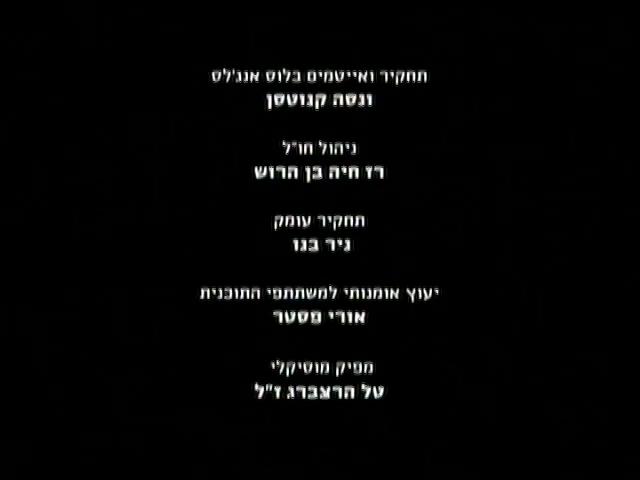 תחקיר ואייטמים בלוס אנג'לס
ונסה קנוטסן
ניהול חו"ל
רז חיה בן הרוש
תחקיר עומק
ניר בנו
יעוץ אומנותי למשתתפי התוכנית
אורי פסטר
מפיק מוסיקלי
טל הרצברג ז"ל